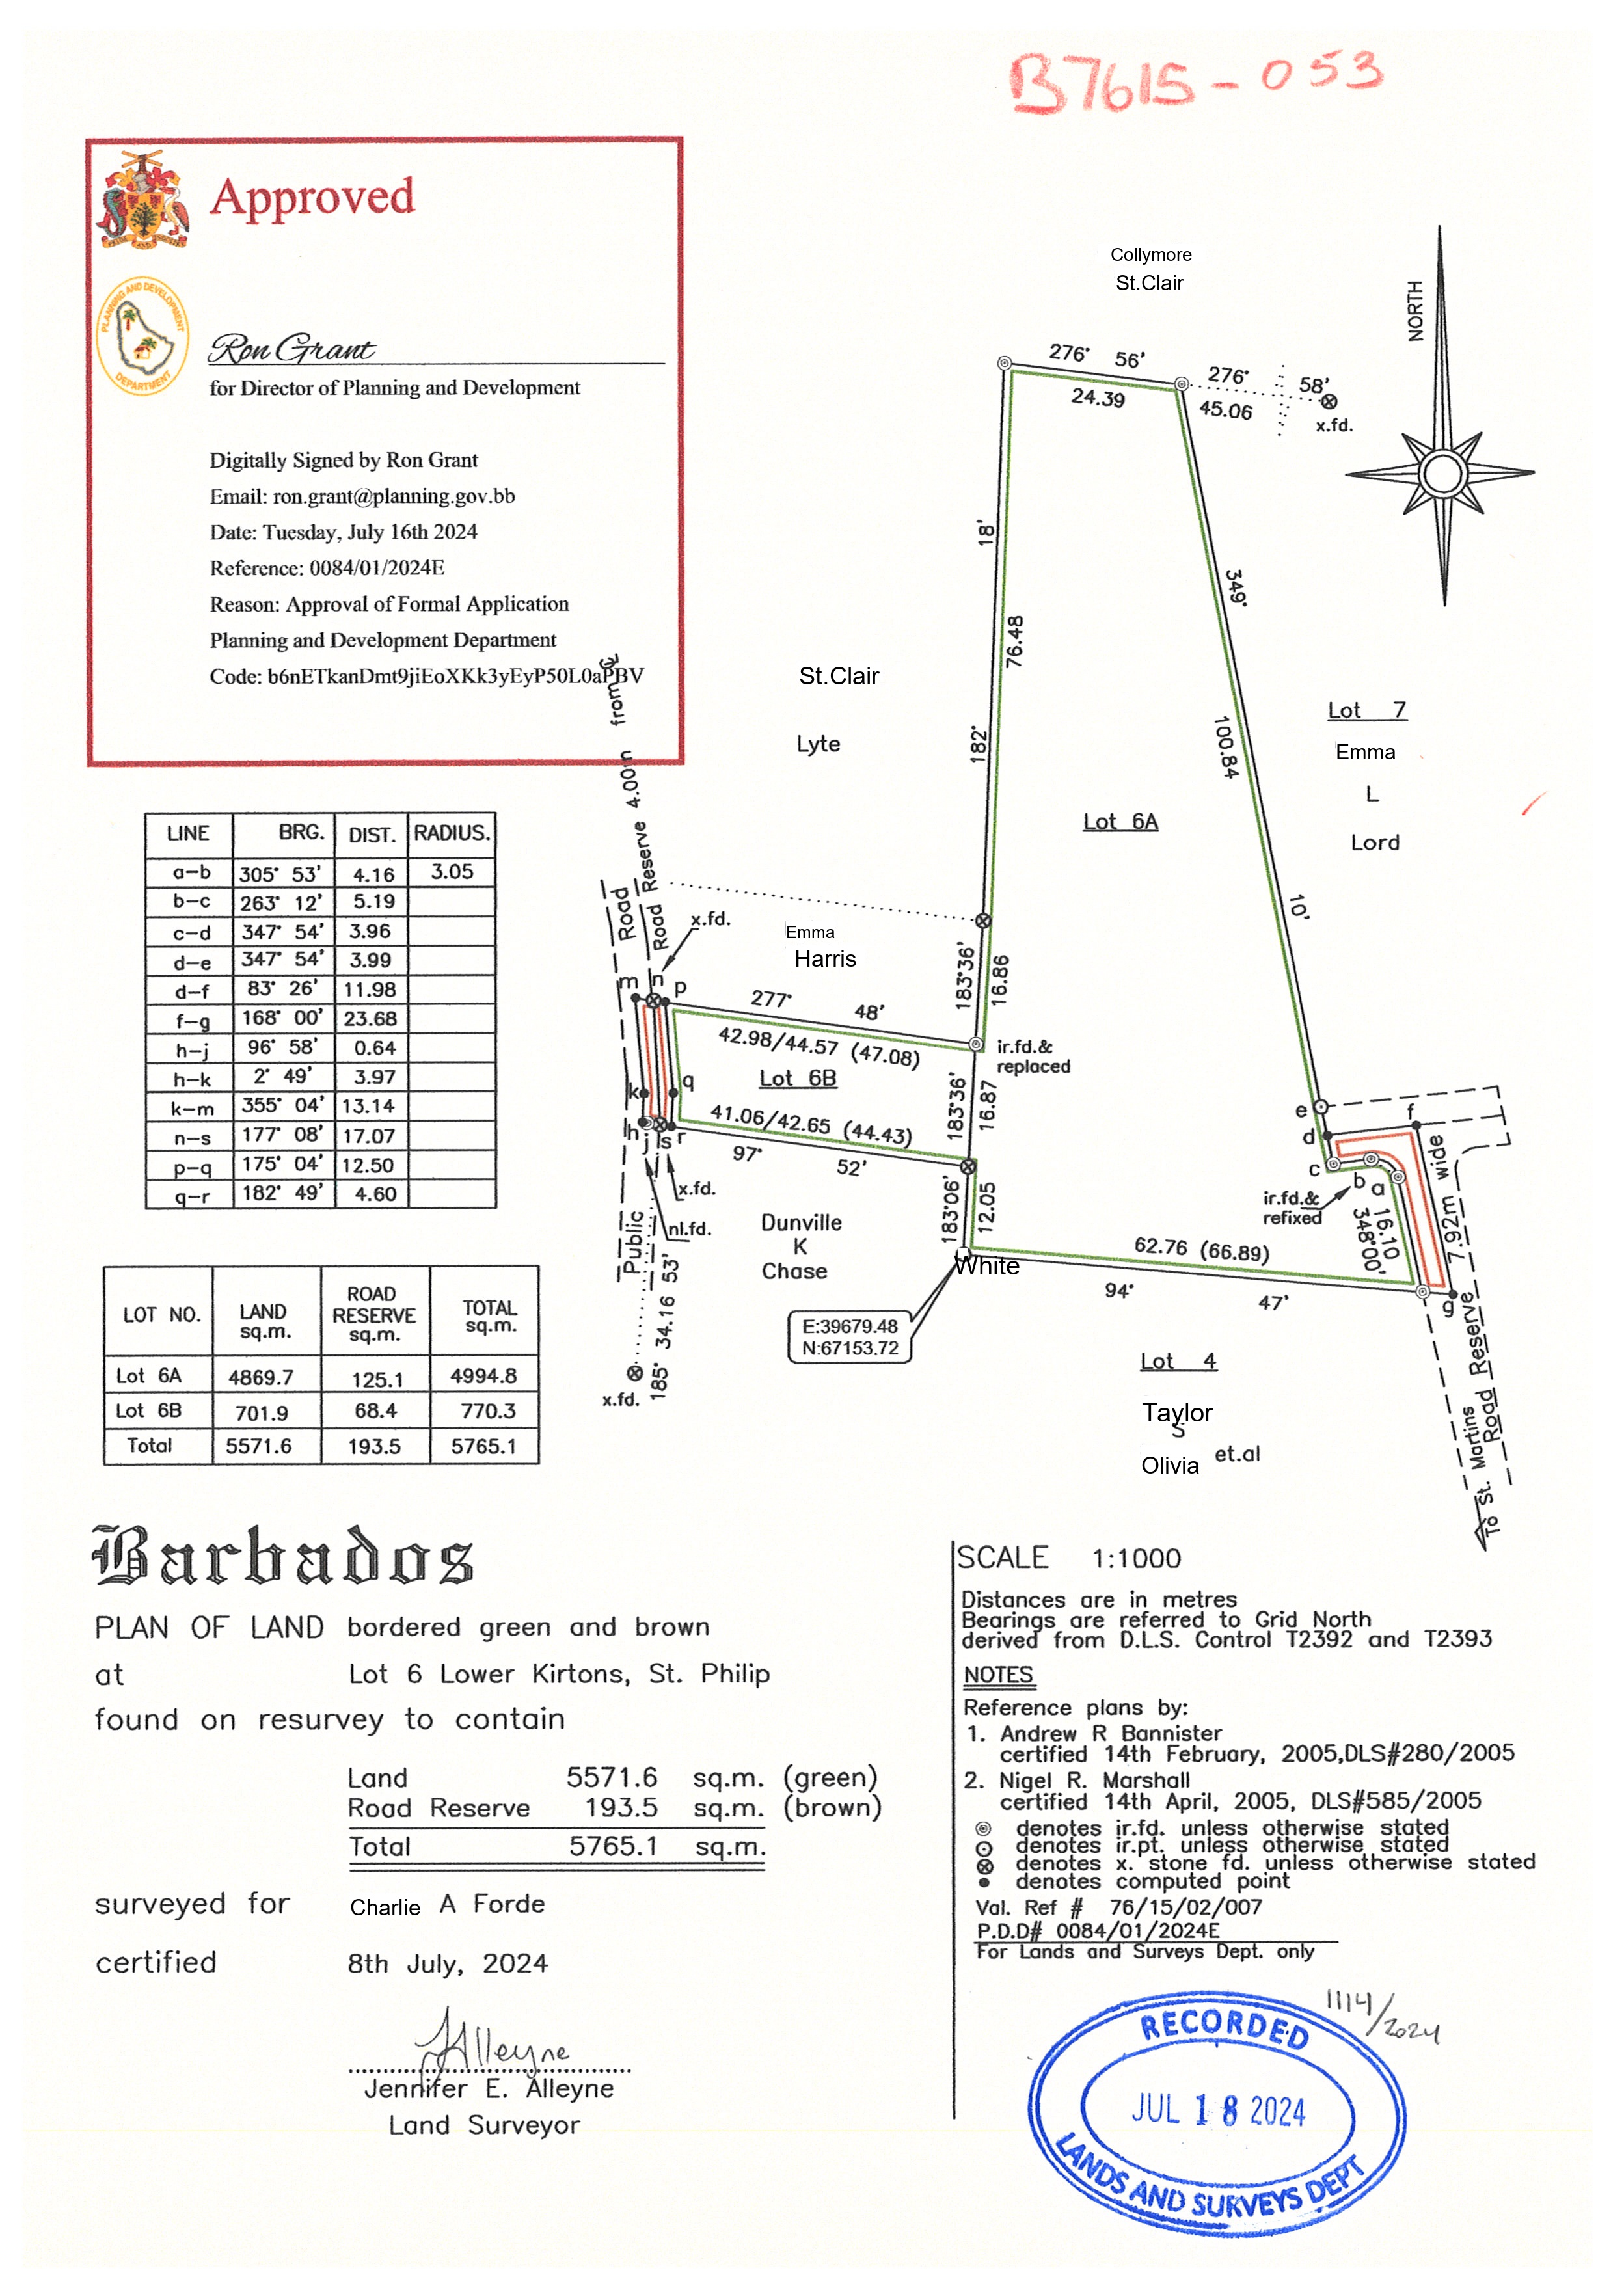 B7615-053
Approved
PLANNING AND DEVELOPMENT
DEPARTMENT
Ron Grant
for Director of Planning and Development
Digitally Signed by Ron Grant
Email: ron.grant@planning.gov.bb
Date: Tuesday, July 16th 2024
Reference: 0084/01/2024E
Reason: Approval of Formal Application
Planning and Development Department
Code: b6nETkanDmt9jiEoXKk3yEyP50L0aPBV
Collymore
St.Clair
NORTH
276° 56'
24.39
276° 58'
45.06
x.fd.
18'
76.48
182°
349°
100.84
10'
St.Clair
Lyte
Lot 7
Emma
L
Lord
Lot 6A
Road Reserve 4.00m from
Public Road
x.fd.
Emma
Harris
183°36'
16.86
m n p
277° 48'
42.98/44.57 (47.08)
ir.fd.&
replaced
Lot 6B
k q
183°36'
16.87
41.06/42.65 (44.43)
h j s r
97° 52'
x.fd.
nl.fd.
185° 34.16 53'
x.fd.
Dunville
K
Chase
183°06'
12.05
White
E:39679.48
N:67153.72
62.76 (66.89)
94° 47'
e f
d
c b a
ir.fd.&
refixed
16.10
348°00'
g
7.92m wide
Road Reserve
To St. Martins
Lot 4
Taylor
S
Olivia et.al
LINE BRG. DIST. RADIUS.
a-b 305° 53' 4.16 3.05
b-c 263° 12' 5.19
c-d 347° 54' 3.96
d-e 347° 54' 3.99
d-f 83° 26' 11.98
f-g 168° 00' 23.68
h-j 96° 58' 0.64
h-k 2° 49' 3.97
k-m 355° 04' 13.14
n-s 177° 08' 17.07
p-q 175° 04' 12.50
q-r 182° 49' 4.60
LOT NO. LAND sq.m. ROAD RESERVE sq.m. TOTAL sq.m.
Lot 6A 4869.7 125.1 4994.8
Lot 6B 701.9 68.4 770.3
Total 5571.6 193.5 5765.1
Barbados
PLAN OF LAND bordered green and brown
at Lot 6 Lower Kirtons, St. Philip
found on resurvey to contain
Land 5571.6 sq.m. (green)
Road Reserve 193.5 sq.m. (brown)
Total 5765.1 sq.m.
surveyed for Charlie A Forde
certified 8th July, 2024
JAlleyne
Jennifer E. Alleyne
Land Surveyor
SCALE 1:1000
Distances are in metres
Bearings are referred to Grid North
derived from D.L.S. Control T2392 and T2393
NOTES
Reference plans by:
1. Andrew R Bannister
certified 14th February, 2005,DLS#280/2005
2. Nigel R. Marshall
certified 14th April, 2005, DLS#585/2005
denotes ir.fd. unless otherwise stated
denotes ir.pt. unless otherwise stated
denotes x. stone fd. unless otherwise stated
denotes computed point
Val. Ref # 76/15/02/007
P.D.D# 0084/01/2024E
For Lands and Surveys Dept. only
1114/2024
RECORDED
JUL 18 2024
LANDS AND SURVEYS DEPT